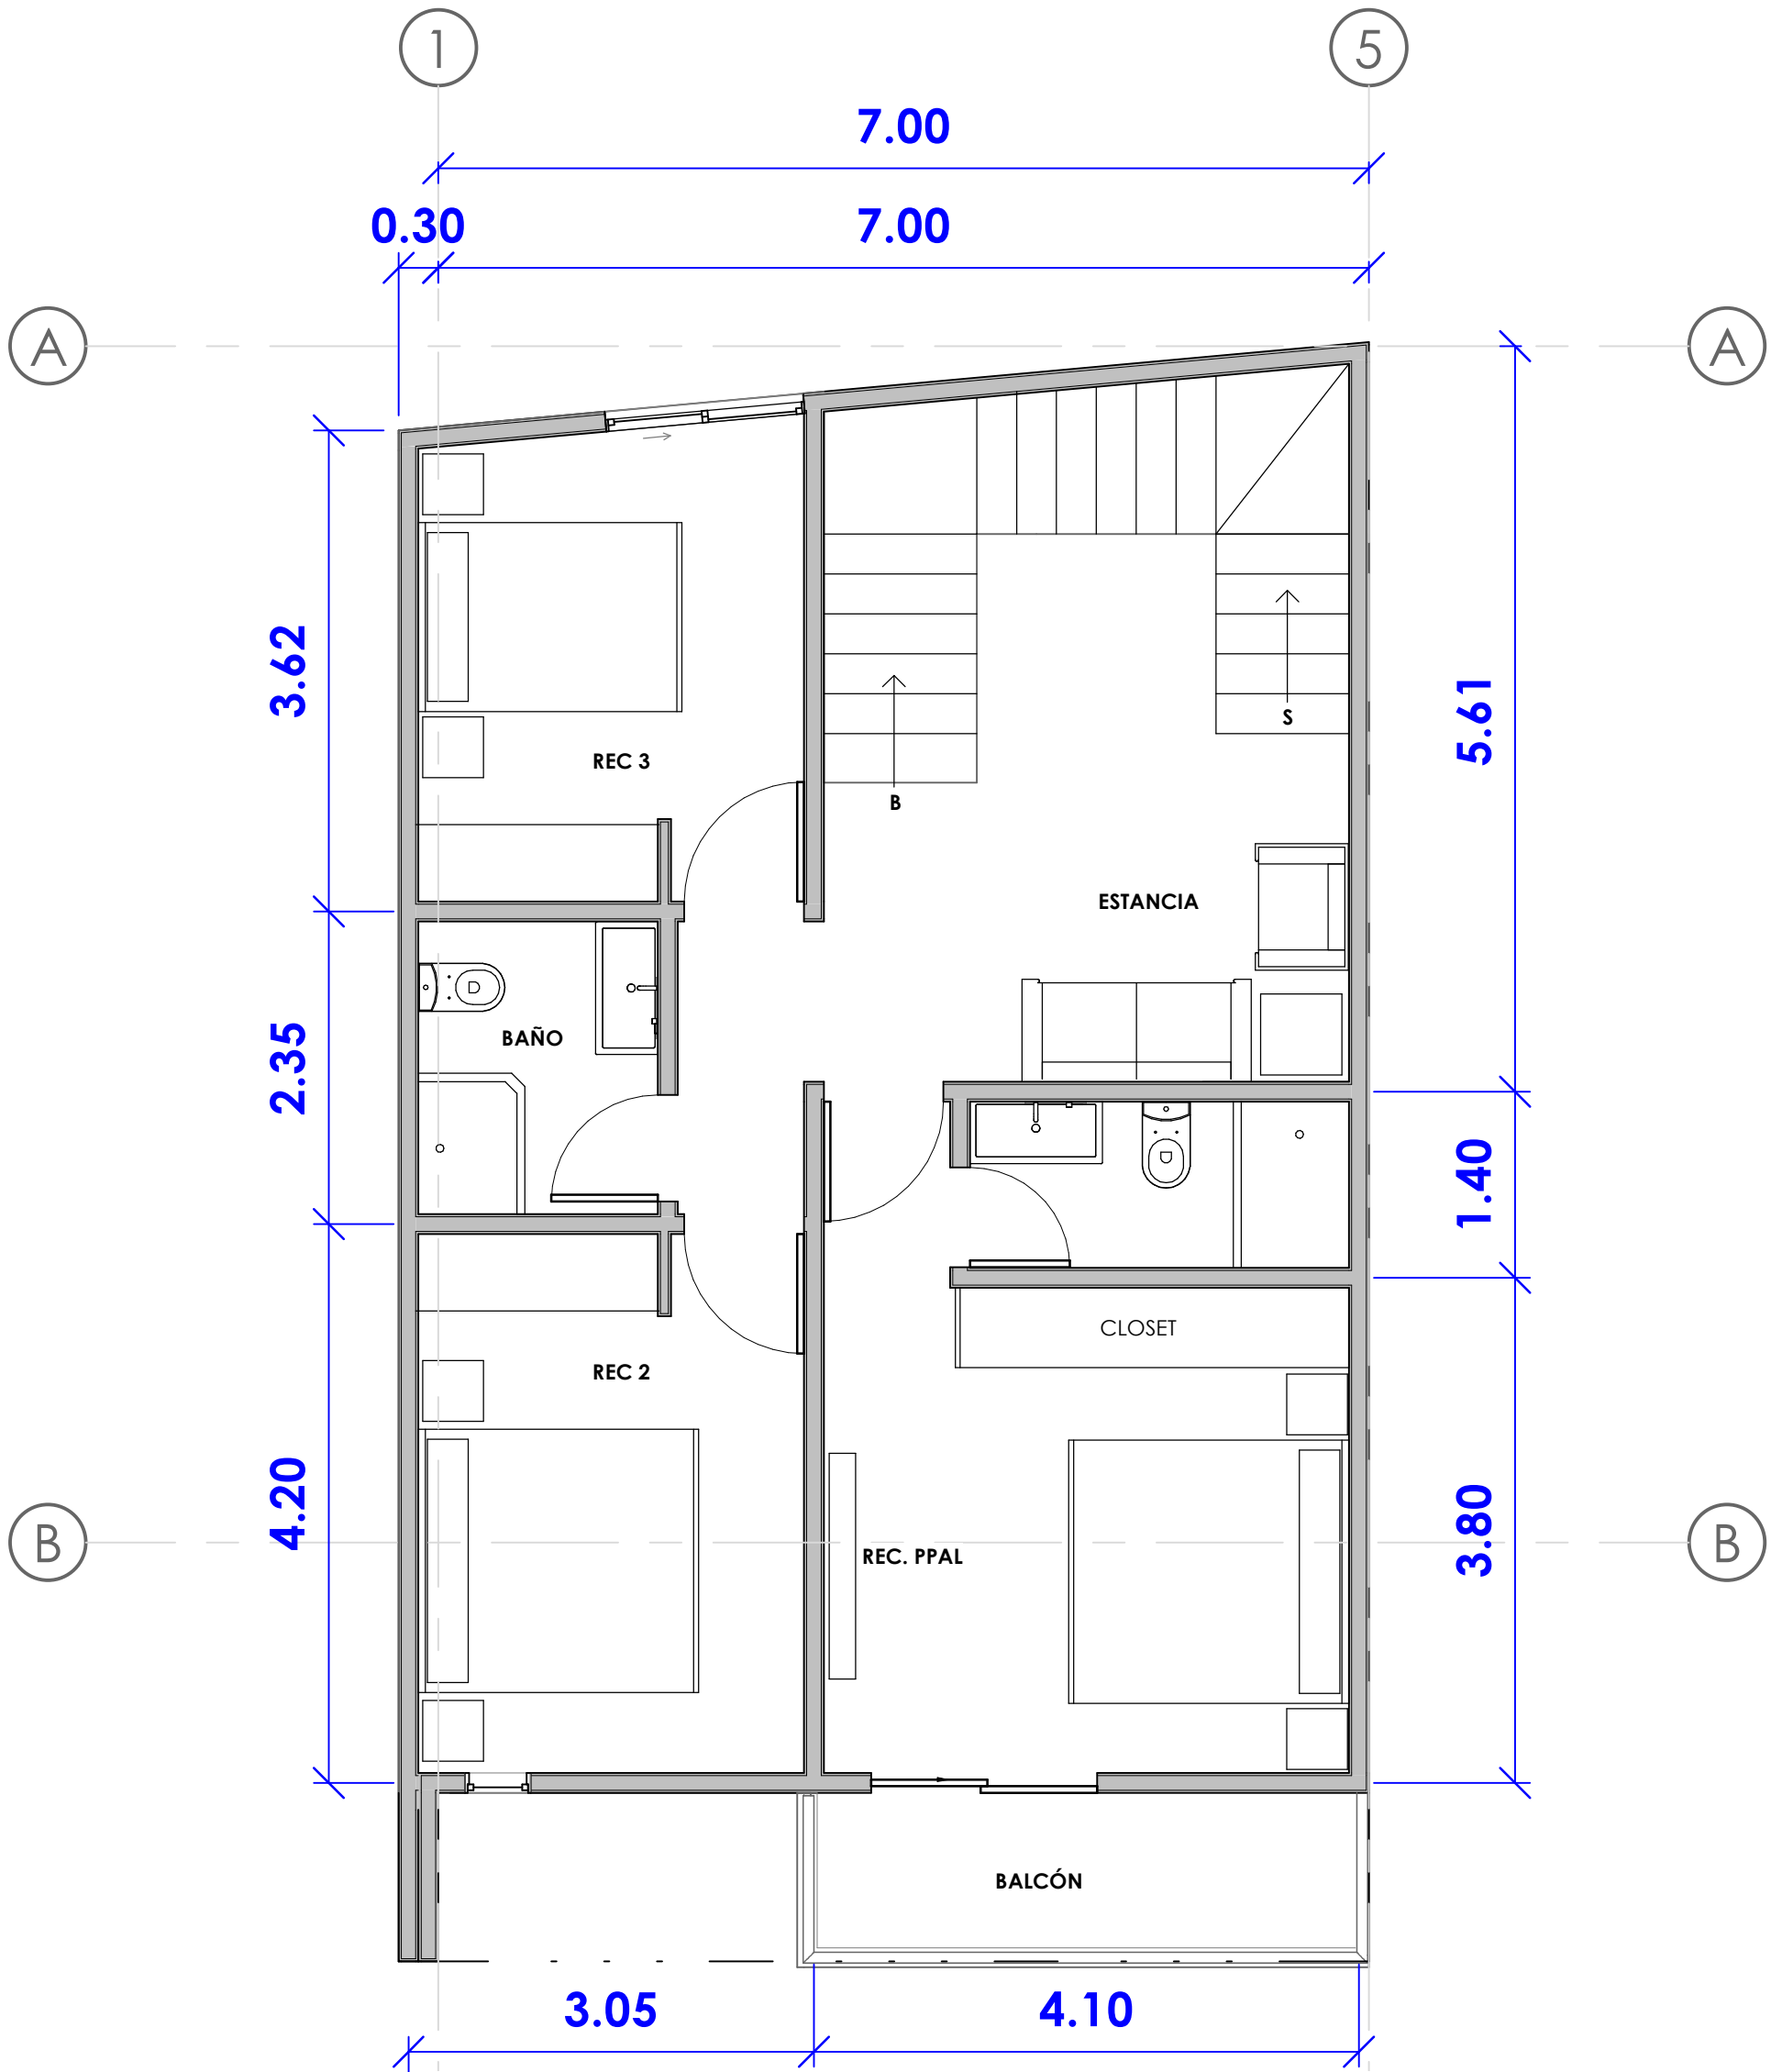 1 5
7.00
0.30 7.00
A A
3.62
5.61
REC 3
S
B
ESTANCIA
2.35
BAÑO
1.40
CLOSET
REC 2
4.20
3.80
B B
REC. PPAL
BALCÓN
3.05 4.10